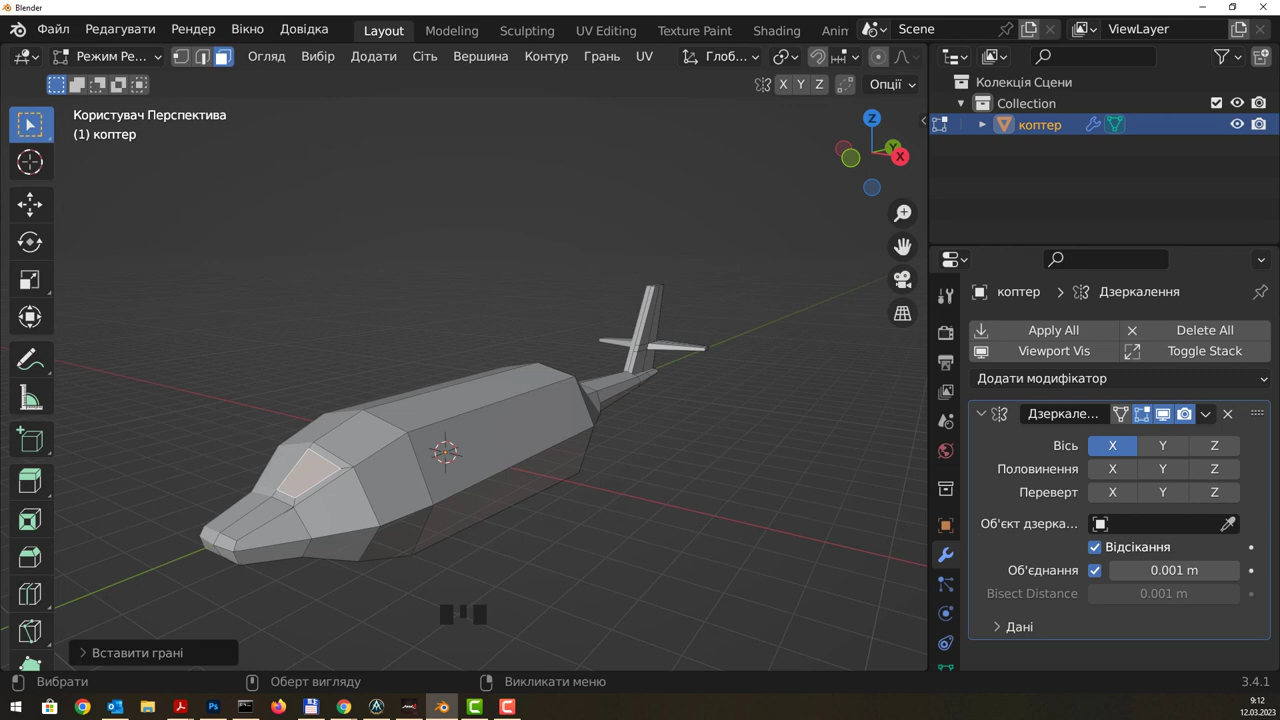 Blender
Файл Редагувати Рендер Вікно Довідка Layout Modeling Sculpting UV Editing Texture Paint Shading Anim Scene ViewLayer
Режим Ре... Огляд Вибір Додати Сіть Вершина Контур Грань UV Глоб...
X Y Z Опції
Користувач Перспектива
(1) коптер
Z
Y
X
Колекція Сцени
Collection
коптер
коптер > Дзеркалення
Apply All Delete All
Viewport Vis Toggle Stack
Додати модифікатор
Дзеркале...
Вісь X Y Z
Половинення X Y Z
Переверт X Y Z
Об'єкт дзерка...
Відсікання
Об'єднання 0.001 m
Bisect Distance 0.001 m
Дані
Вставити грані
Вибрати Оберт вигляду Викликати меню 3.4.1
9:12
12.03.2023